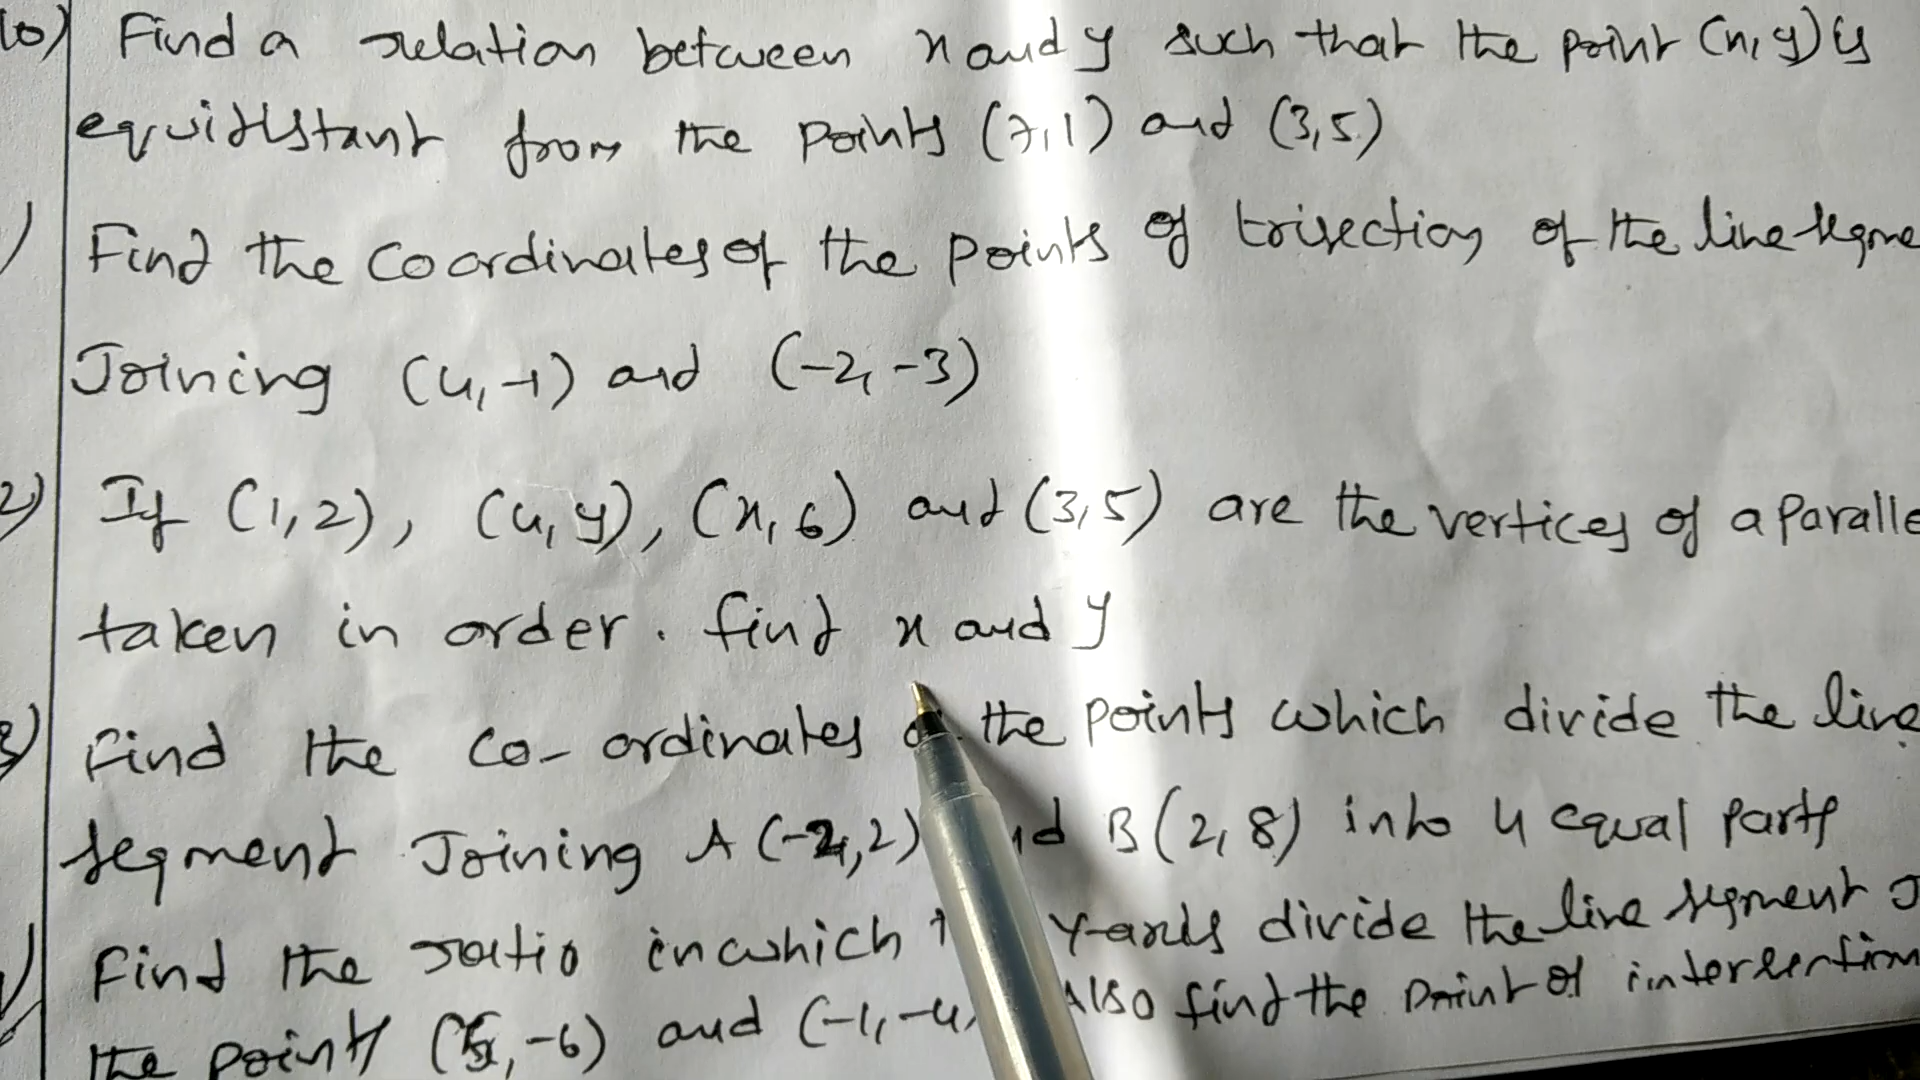 10) Find a relation between x and y such that the point (x, y) is
equidistant from the points (7,1) and (3,5)
) Find the coordinates of the points of trisection of the line segme
Joining (4,-1) and (-2,-3)
2) If (1,2), (4,y), (x,6) and (3,5) are the vertices of a paralle
taken in order. find x and y
3) Find the co-ordinates the points which divide the line
segment Joining A (-2,2) B(2,8) into 4 equal parts
Find the ratio in which Y-axis divide the line segment J
the points (5,-6) and (-1,-4, Also find the point of intersection